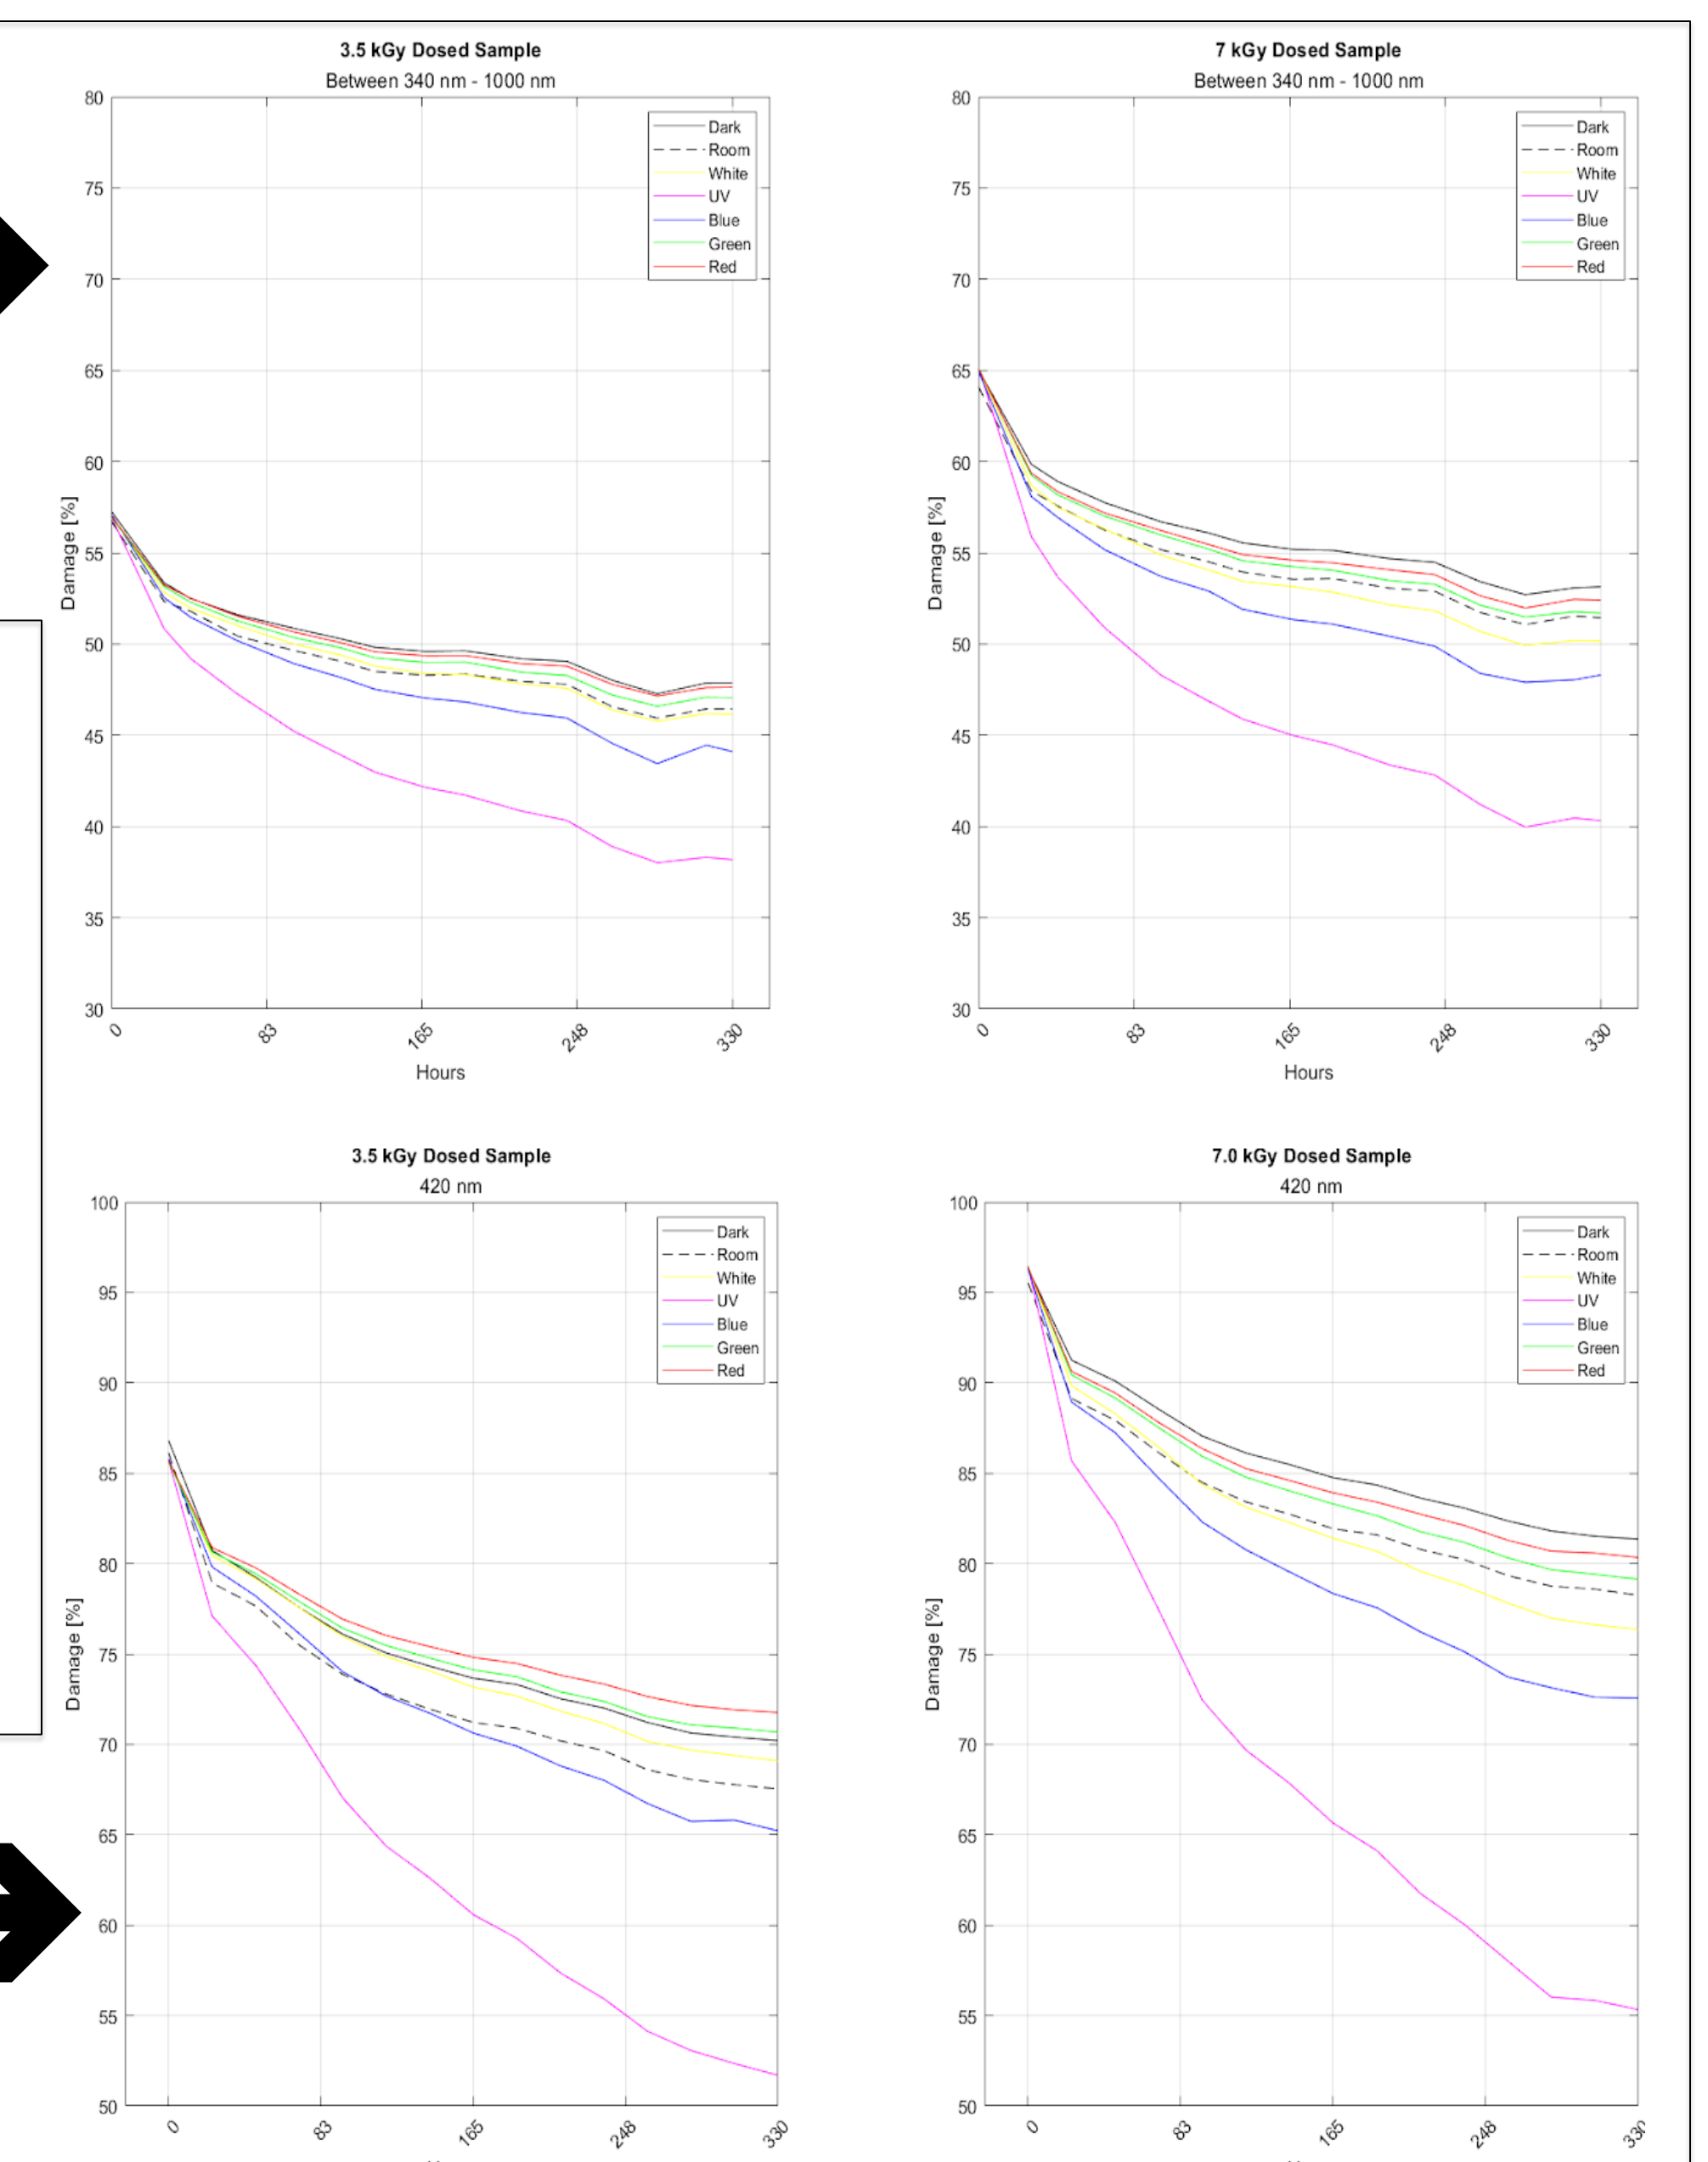 3.5 kGy Dosed Sample
Between 340 nm - 1000 nm
80
75
70
65
60
55
50
45
40
35
30
Damage [%]
0
83
165
248
330
Hours
Dark
Room
White
UV
Blue
Green
Red
7 kGy Dosed Sample
Between 340 nm - 1000 nm
80
75
70
65
60
55
50
45
40
35
30
Damage [%]
0
83
165
248
330
Hours
Dark
Room
White
UV
Blue
Green
Red
3.5 kGy Dosed Sample
420 nm
100
95
90
85
80
75
70
65
60
55
50
Damage [%]
0
83
165
248
330
Dark
Room
White
UV
Blue
Green
Red
7.0 kGy Dosed Sample
420 nm
100
95
90
85
80
75
70
65
60
55
50
Damage [%]
0
83
165
248
330
Dark
Room
White
UV
Blue
Green
Red